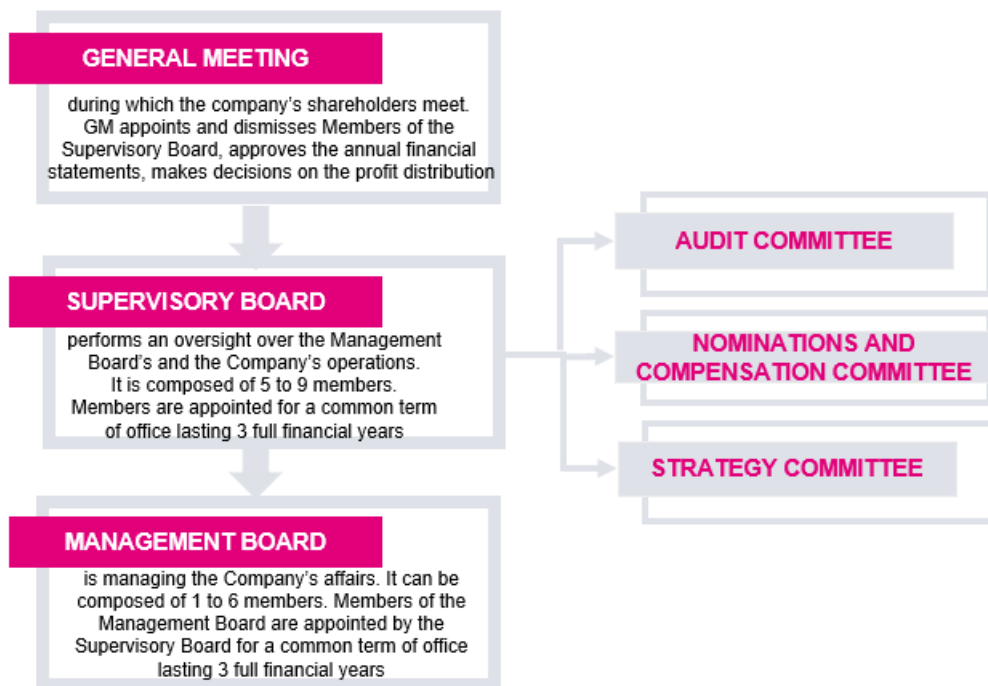 GENERAL MEETING
during which the company's shareholders meet.
GM appoints and dismisses Members of the
Supervisory Board, approves the annual financial
statements, makes decisions on the profit distribution
SUPERVISORY BOARD
performs an oversight over the Management
Board's and the Company's operations.
It is composed of 5 to 9 members.
Members are appointed for a common term
of office lasting 3 full financial years
MANAGEMENT BOARD
is managing the Company's affairs. It can be
composed of 1 to 6 members. Members of the
Management Board are appointed by the
Supervisory Board for a common term of office
lasting 3 full financial years
AUDIT COMMITTEE
NOMINATIONS AND
COMPENSATION COMMITTEE
STRATEGY COMMITTEE